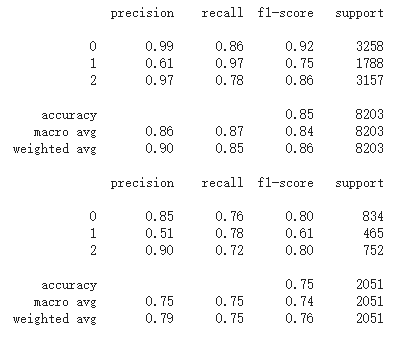 precision recall f1-score support
0 0.99 0.86 0.92 3258
1 0.61 0.97 0.75 1788
2 0.97 0.78 0.86 3157
accuracy 0.85 8203
macro avg 0.86 0.87 0.84 8203
weighted avg 0.90 0.85 0.86 8203
precision recall f1-score support
0 0.85 0.76 0.80 834
1 0.51 0.78 0.61 465
2 0.90 0.72 0.80 752
accuracy 0.75 2051
macro avg 0.75 0.75 0.74 2051
weighted avg 0.79 0.75 0.76 2051